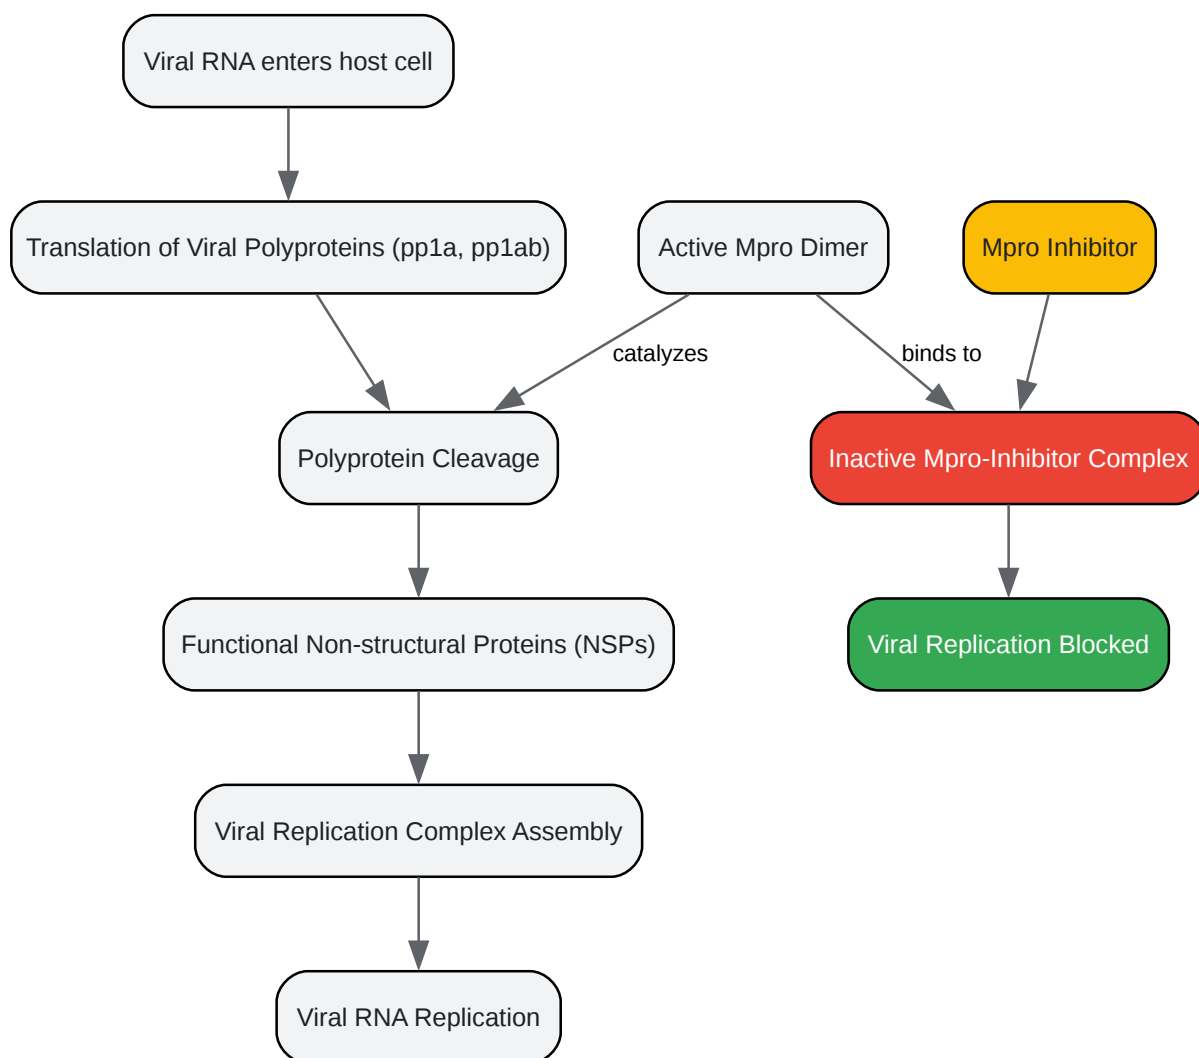 Viral RNA enters host cell
Translation of Viral Polyproteins (pp1a, pp1ab)
Active Mpro Dimer
Mpro Inhibitor
catalyzes
binds to
Polyprotein Cleavage
Inactive Mpro-Inhibitor Complex
Functional Non-structural Proteins (NSPs)
Viral Replication Blocked
Viral Replication Complex Assembly
Viral RNA Replication